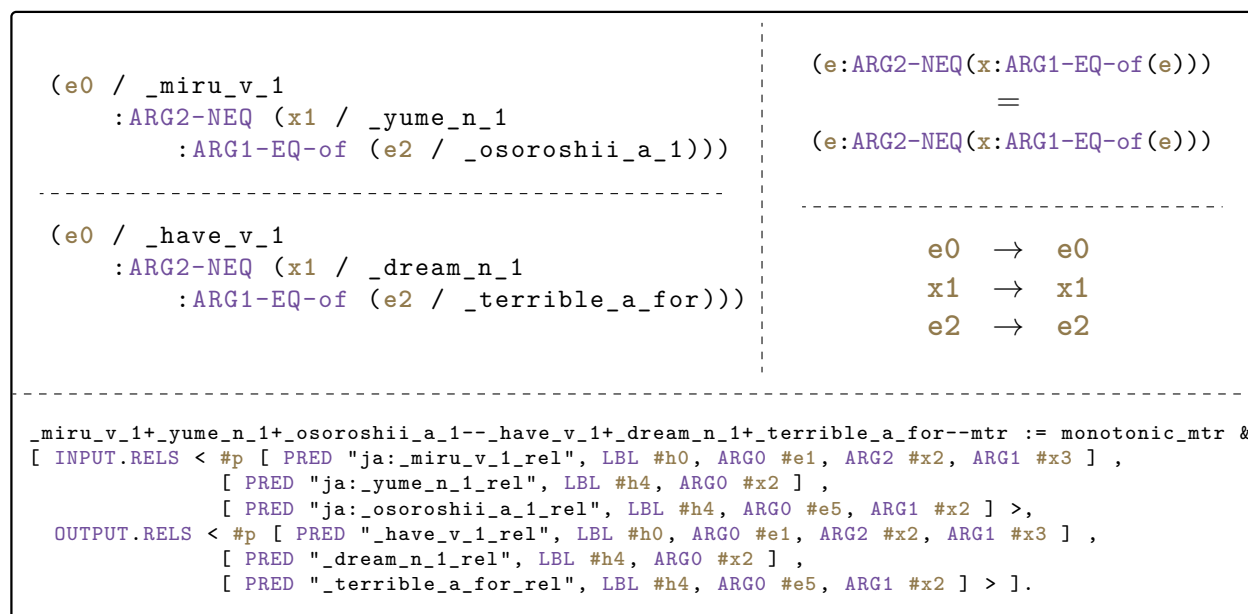 (e0 / _miru_v_1
:ARG2-NEQ (x1 / _yume_n_1
:ARG1-EQ-of (e2 / _osoroshii_a_1)))
(e0 / _have_v_1
:ARG2-NEQ (x1 / _dream_n_1
:ARG1-EQ-of (e2 / _terrible_a_for)))
(e:ARG2-NEQ(x:ARG1-EQ-of(e)))
=
(e:ARG2-NEQ(x:ARG1-EQ-of(e)))
e0 → e0
x1 → x1
e2 → e2
_miru_v_1+_yume_n_1+_osoroshii_a_1--_have_v_1+_dream_n_1+_terrible_a_for--mtr := monotonic_mtr &
[ INPUT.RELS < #p [ PRED "ja:_miru_v_1_rel", LBL #h0, ARG0 #e1, ARG2 #x2, ARG1 #x3 ] ,
[ PRED "ja:_yume_n_1_rel", LBL #h4, ARG0 #x2 ] ,
[ PRED "ja:_osoroshii_a_1_rel", LBL #h4, ARG0 #e5, ARG1 #x2 ] >,
OUTPUT.RELS < #p [ PRED "_have_v_1_rel", LBL #h0, ARG0 #e1, ARG2 #x2, ARG1 #x3 ] ,
[ PRED "_dream_n_1_rel", LBL #h4, ARG0 #x2 ] ,
[ PRED "_terrible_a_for_rel", LBL #h4, ARG0 #e5, ARG1 #x2 ] > ].